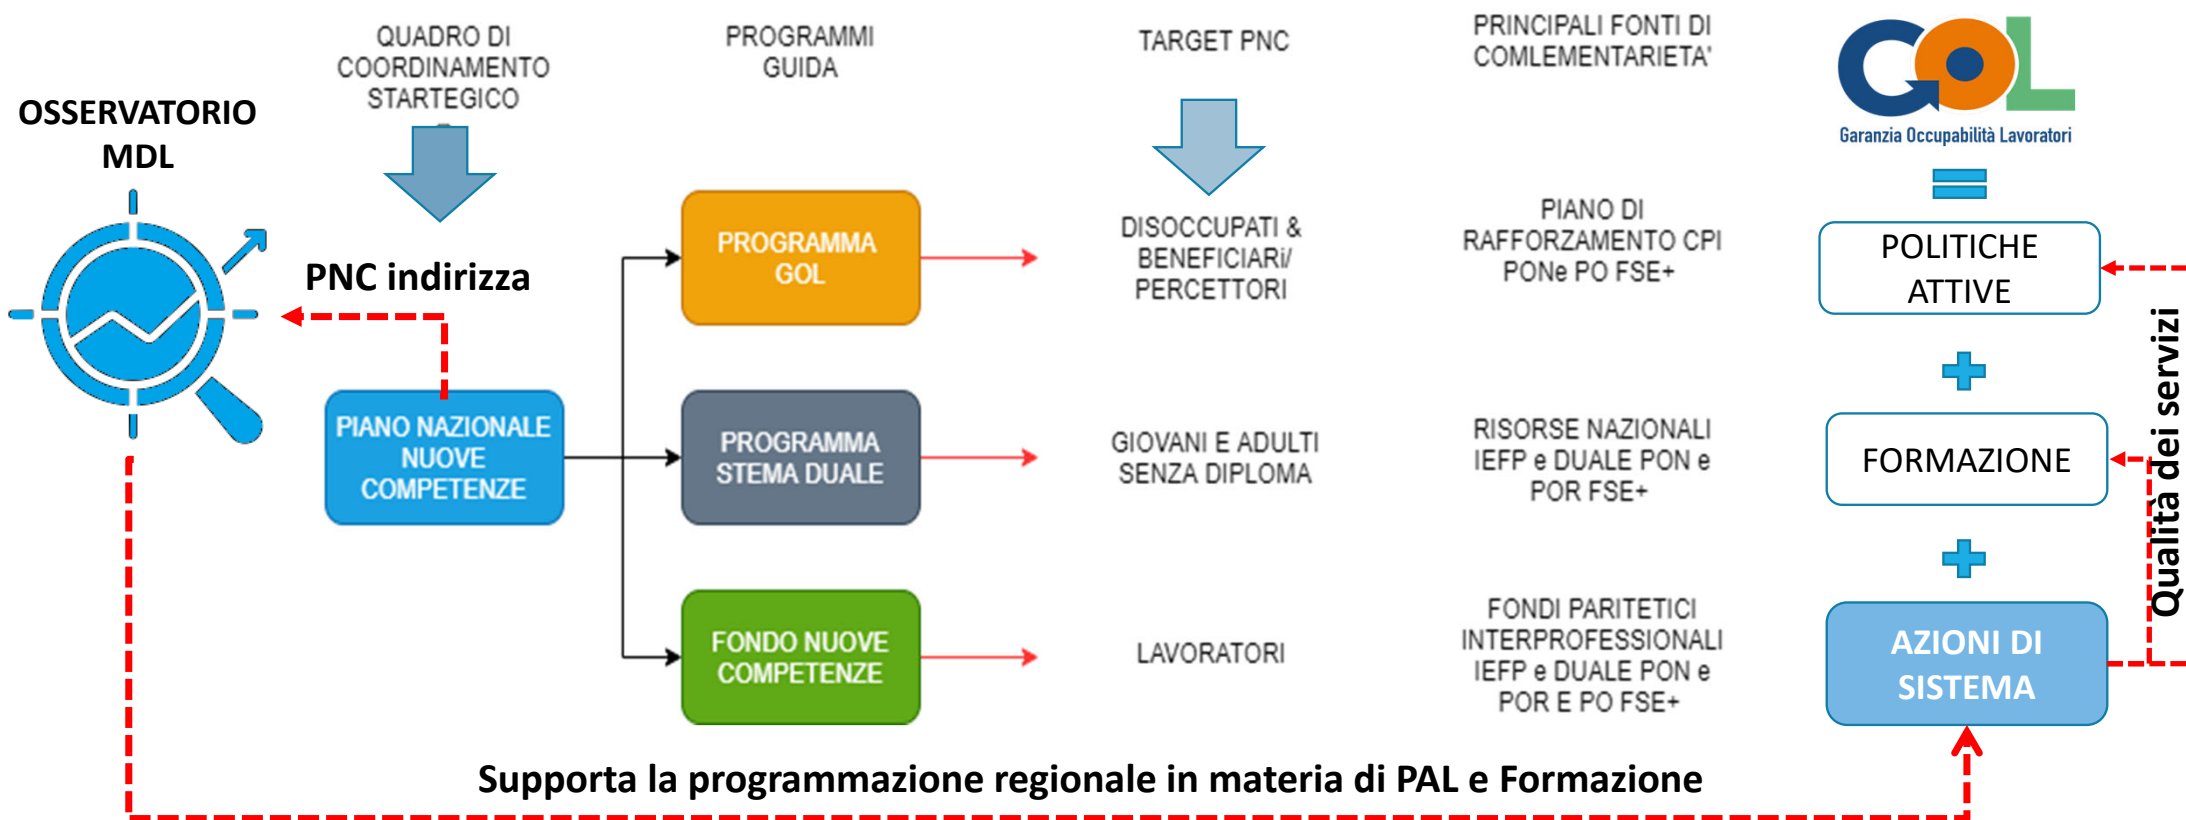 QUADRO DI
COORDINAMENTO
STARTEGICO
PROGRAMMI
GUIDA
TARGET PNC
PRINCIPALI FONTI DI
COMLEMENTARIETA'
GOL
Garanzia Occupabilità Lavoratori
OSSERVATORIO
MDL
PNC indirizza
PIANO NAZIONALE
NUOVE
COMPETENZE
PROGRAMMA
GOL
DISOCCUPATI &
BENEFICIARi/
PERCETTORI
PIANO DI
RAFFORZAMENTO CPI
PONe PO FSE+
POLITICHE
ATTIVE
PROGRAMMA
STEMA DUALE
GIOVANI E ADULTI
SENZA DIPLOMA
RISORSE NAZIONALI
IEFP e DUALE PON e
POR FSE+
FORMAZIONE
FONDO NUOVE
COMPETENZE
LAVORATORI
FONDI PARITETICI
INTERPROFESSIONALI
IEFP e DUALE PON e
POR E PO FSE+
AZIONI DI
SISTEMA
Qualità dei servizi
Supporta la programmazione regionale in materia di PAL e Formazione